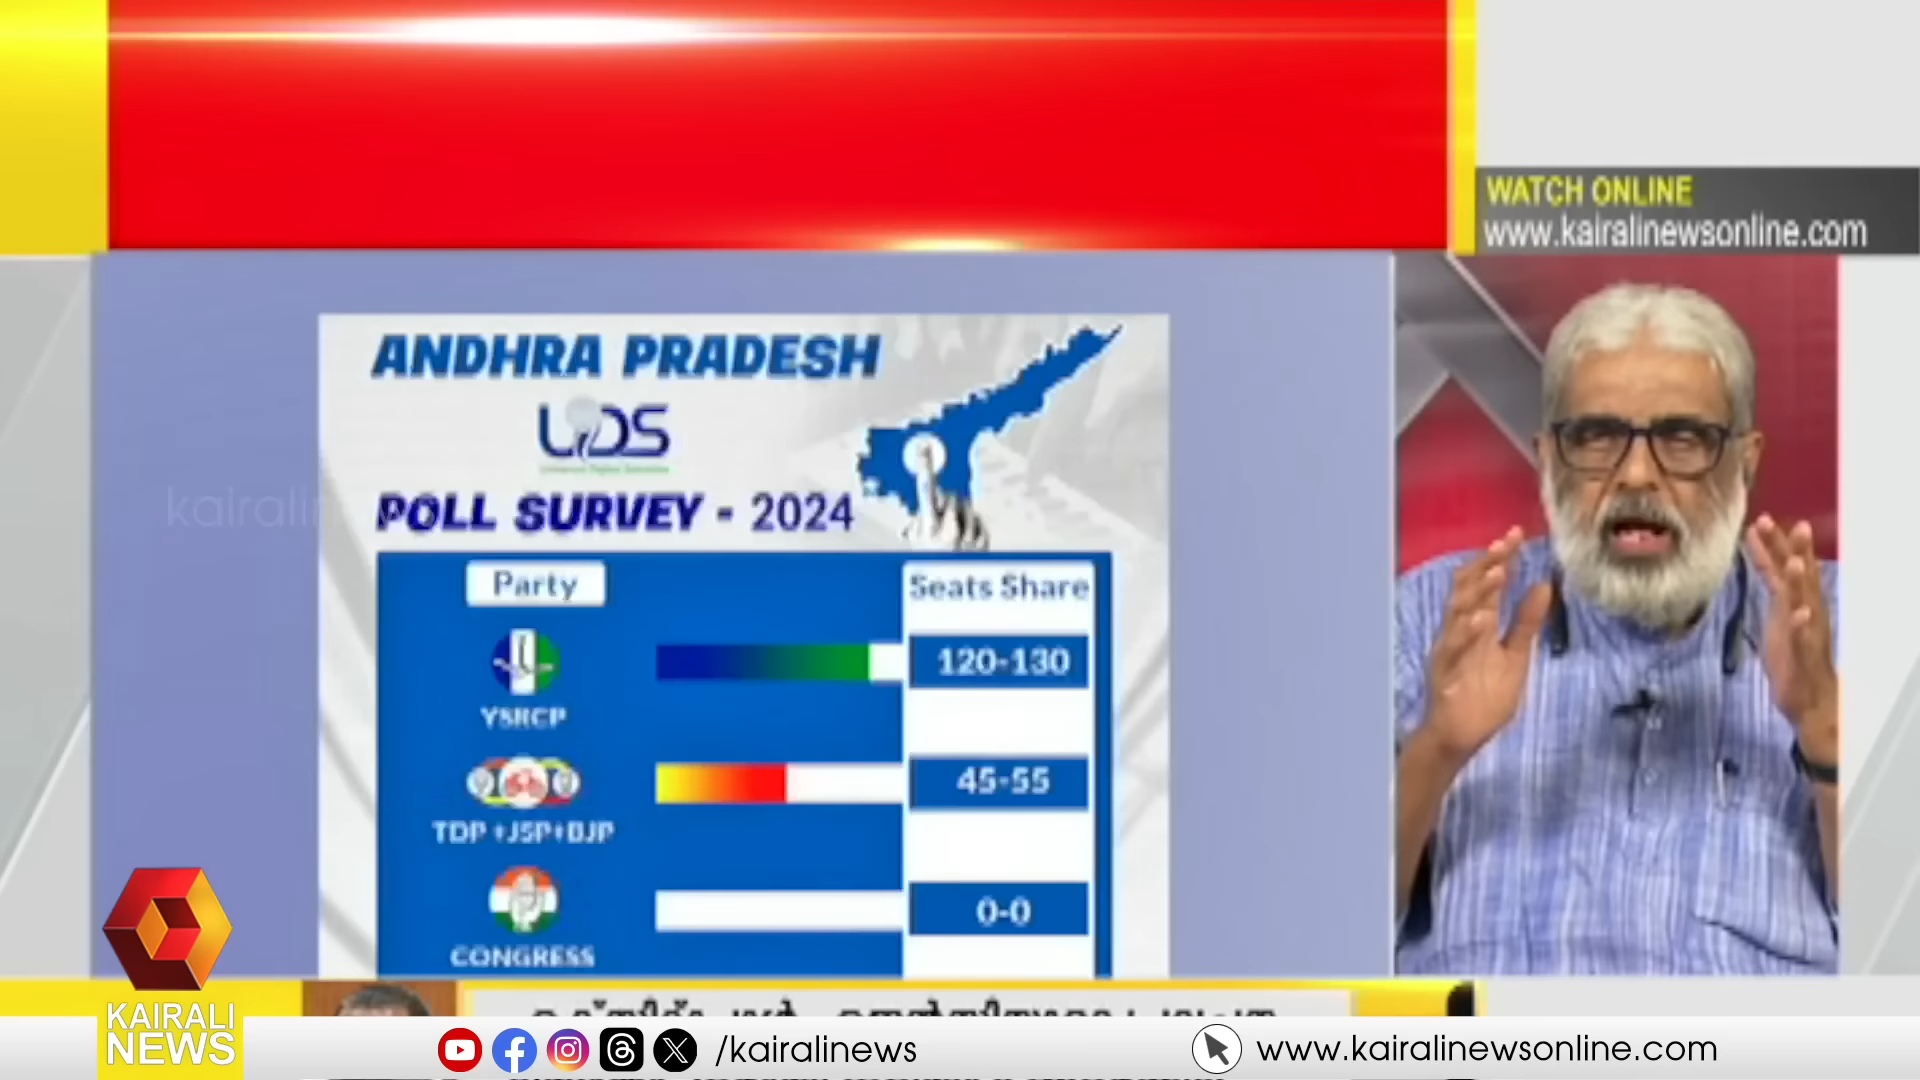 WATCH ONLINE
www.kairalinewsonline.com
ANDHRA PRADESH
UDS
POLL SURVEY - 2024
kairali
Party
Seats Share
120-130
YSRCP
45-55
TDP+JSP+BJP
0-0
CONGRESS
KAIRALI
NEWS
/kairalinews
www.kairalinewsonline.com